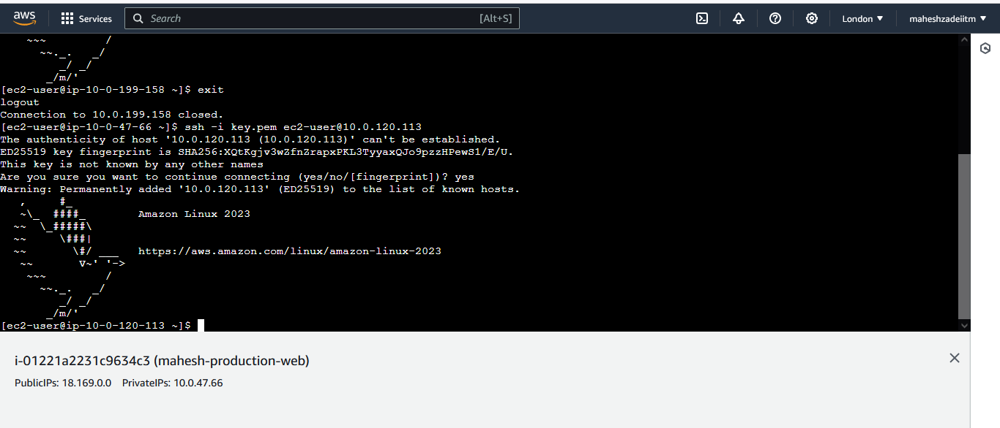 aws Services Search [Alt+S] London maheshzadeiitm
~~~         /
      ~~._.   _/
         _/ _/
       _/m/'
[ec2-user@ip-10-0-199-158 ~]$ exit
logout
Connection to 10.0.199.158 closed.
[ec2-user@ip-10-0-47-66 ~]$ ssh -i key.pem ec2-user@10.0.120.113
The authenticity of host '10.0.120.113 (10.0.120.113)' can't be established.
ED25519 key fingerprint is SHA256:XQtKgjv3wZfnZrapxPKL3TyyaxQJo9pzzHPewS1/E/U.
This key is not known by any other names
Are you sure you want to continue connecting (yes/no/[fingerprint])? yes
Warning: Permanently added '10.0.120.113' (ED25519) to the list of known hosts.
   ,     #_
   ~\_  ####_        Amazon Linux 2023
  ~~  \_#####\
  ~~     \###|
  ~~       \#/ ___   https://aws.amazon.com/linux/amazon-linux-2023
   ~~       V~' '->
    ~~~         /
      ~~._.   _/
         _/ _/
       _/m/'
[ec2-user@ip-10-0-120-113 ~]$
i-01221a2231c9634c3 (mahesh-production-web)
PublicIPs: 18.169.0.0 PrivateIPs: 10.0.47.66